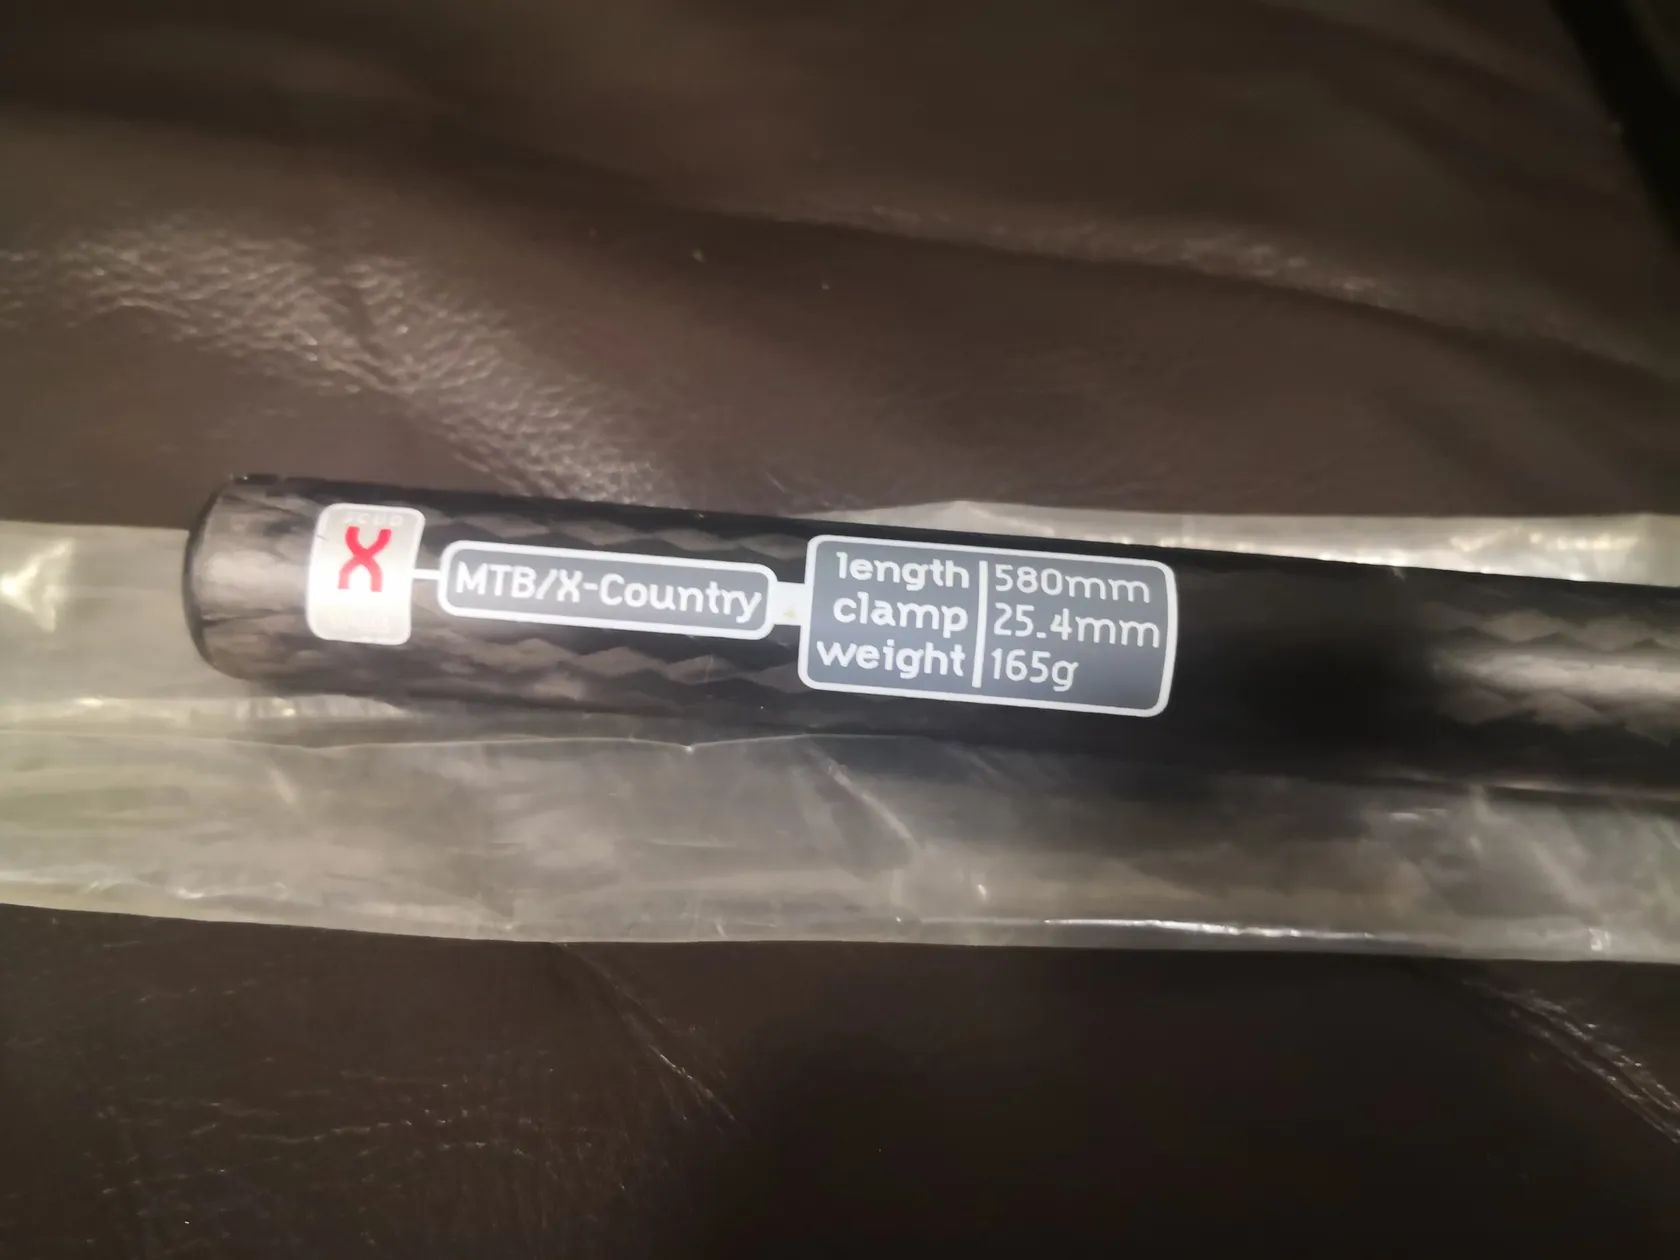 X
MTB/X-Country
length 580mm
clamp 25.4mm
weight 165g